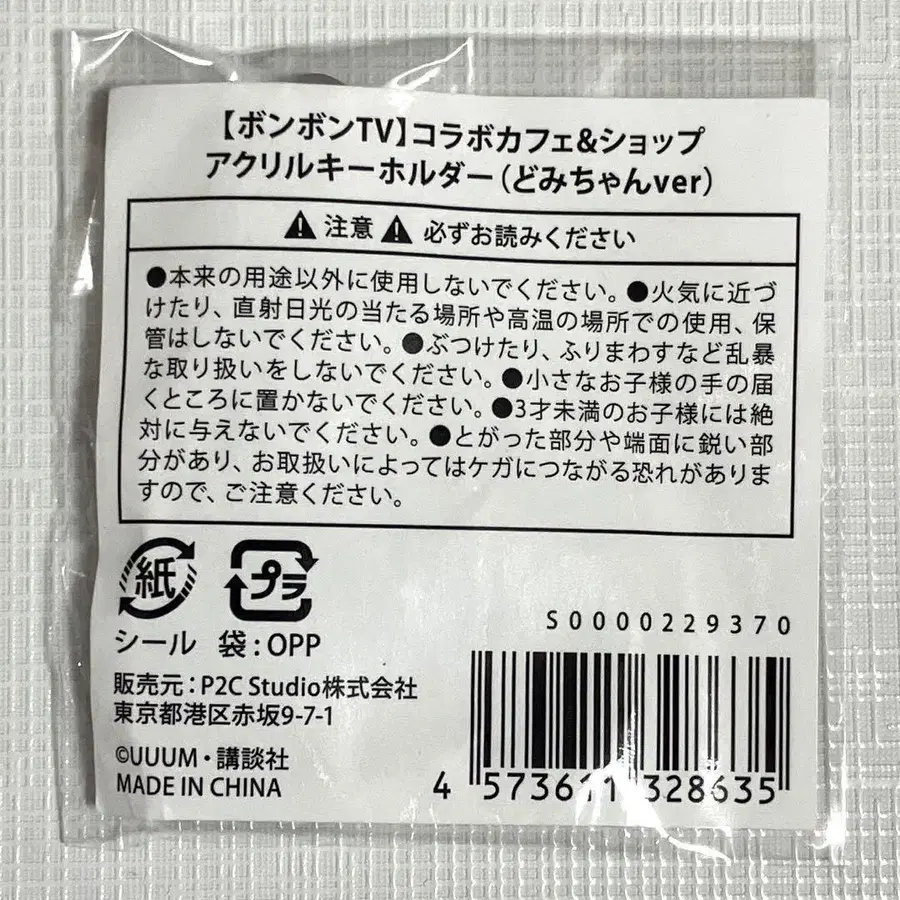 【ボンボンTV】コラボカフェ&ショップ
アクリルキーホルダー（どみちゃんver）
注意 必ずお読みください
●本来の用途以外に使用しないでください。●火気に近づ
けたり、直射日光の当たる場所や高温の場所での使用、保
管はしないでください。●ぶつけたり、ふりまわすなど乱暴
な取り扱いをしないでください。●小さなお子様の手の届
くところに置かないでください。●3才未満のお子様には絶
対に与えないでください。●とがった部分や端面に鋭い部
分があり、お取扱いによってはケガにつながる恐れがありま
すので、ご注意ください。
紙 プラ
シール 袋：OPP
S0000229370
販売元：P2C Studio株式会社
東京都港区赤坂9-7-1
©UUUM・講談社
MADE IN CHINA
4 573611 328635